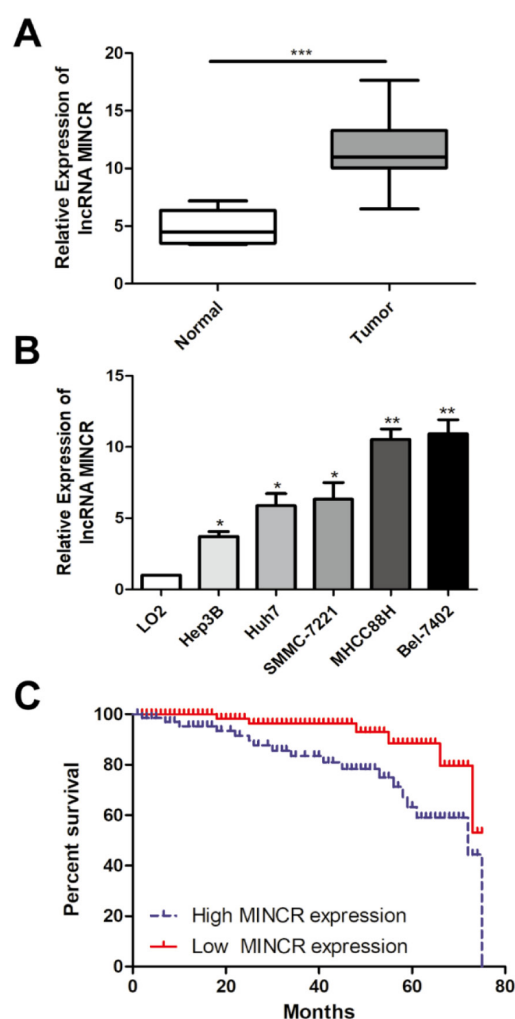 A
Relative Expression of
lncRNA MINCR
20
15
10
5
0
***
Normal
Tumor
B
Relative Expression of
lncRNA MINCR
15
10
5
0
*
*
*
**
**
LO2
Hep3B
Huh7
SMMC-7221
MHCC88H
Bel-7402
C
Percent survival
100
80
60
40
20
0
High MINCR expression
Low MINCR expression
0 20 40 60 80
Months